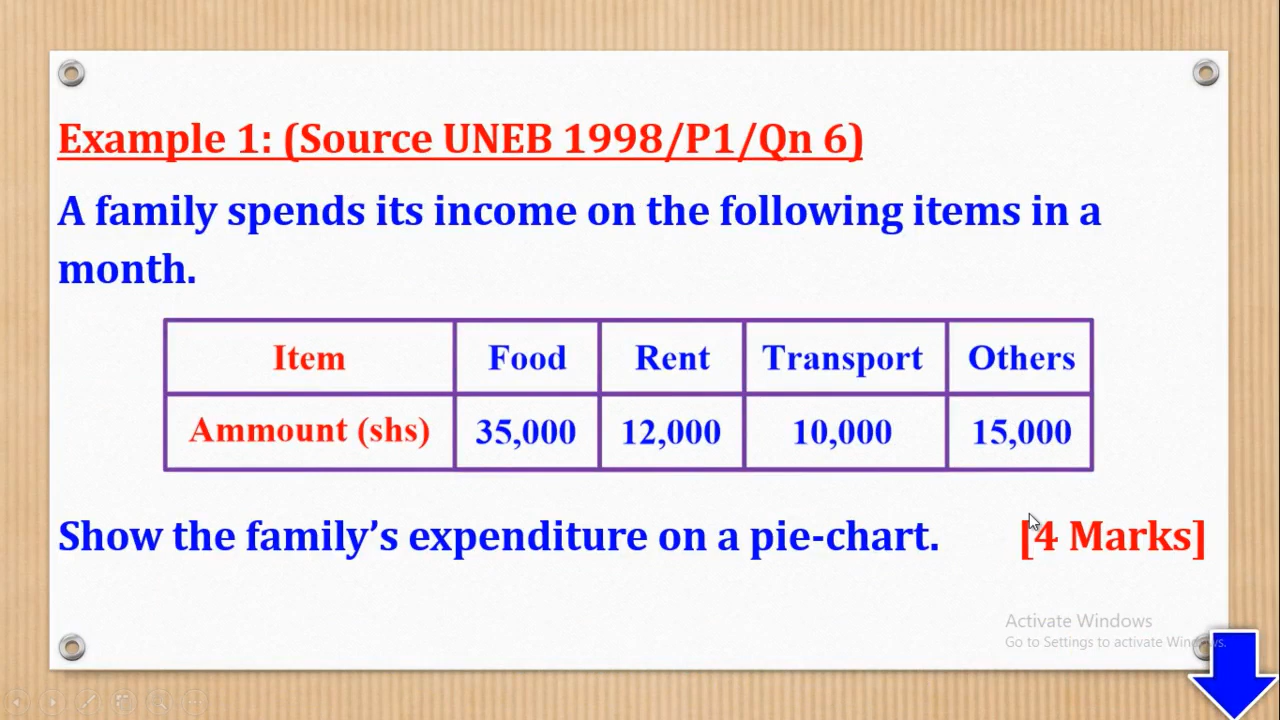 Example 1: (Source UNEB 1998/P1/Qn 6)
A family spends its income on the following items in a
month.
Item Food Rent Transport Others
Ammount (shs) 35,000 12,000 10,000 15,000
Show the family’s expenditure on a pie-chart. [4 Marks]
Activate Windows
Go to Settings to activate Windows.